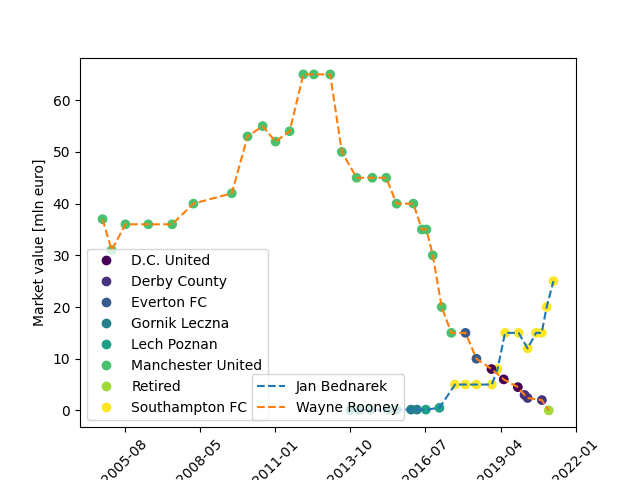 Market value [mln euro]
60
50
40
30
20
10
0
D.C. United
Derby County
Everton FC
Gornik Leczna
Lech Poznan
Manchester United
Retired
Southampton FC
Jan Bednarek
Wayne Rooney
2005-08
2008-05
2011-01
2013-10
2016-07
2019-04
2022-01